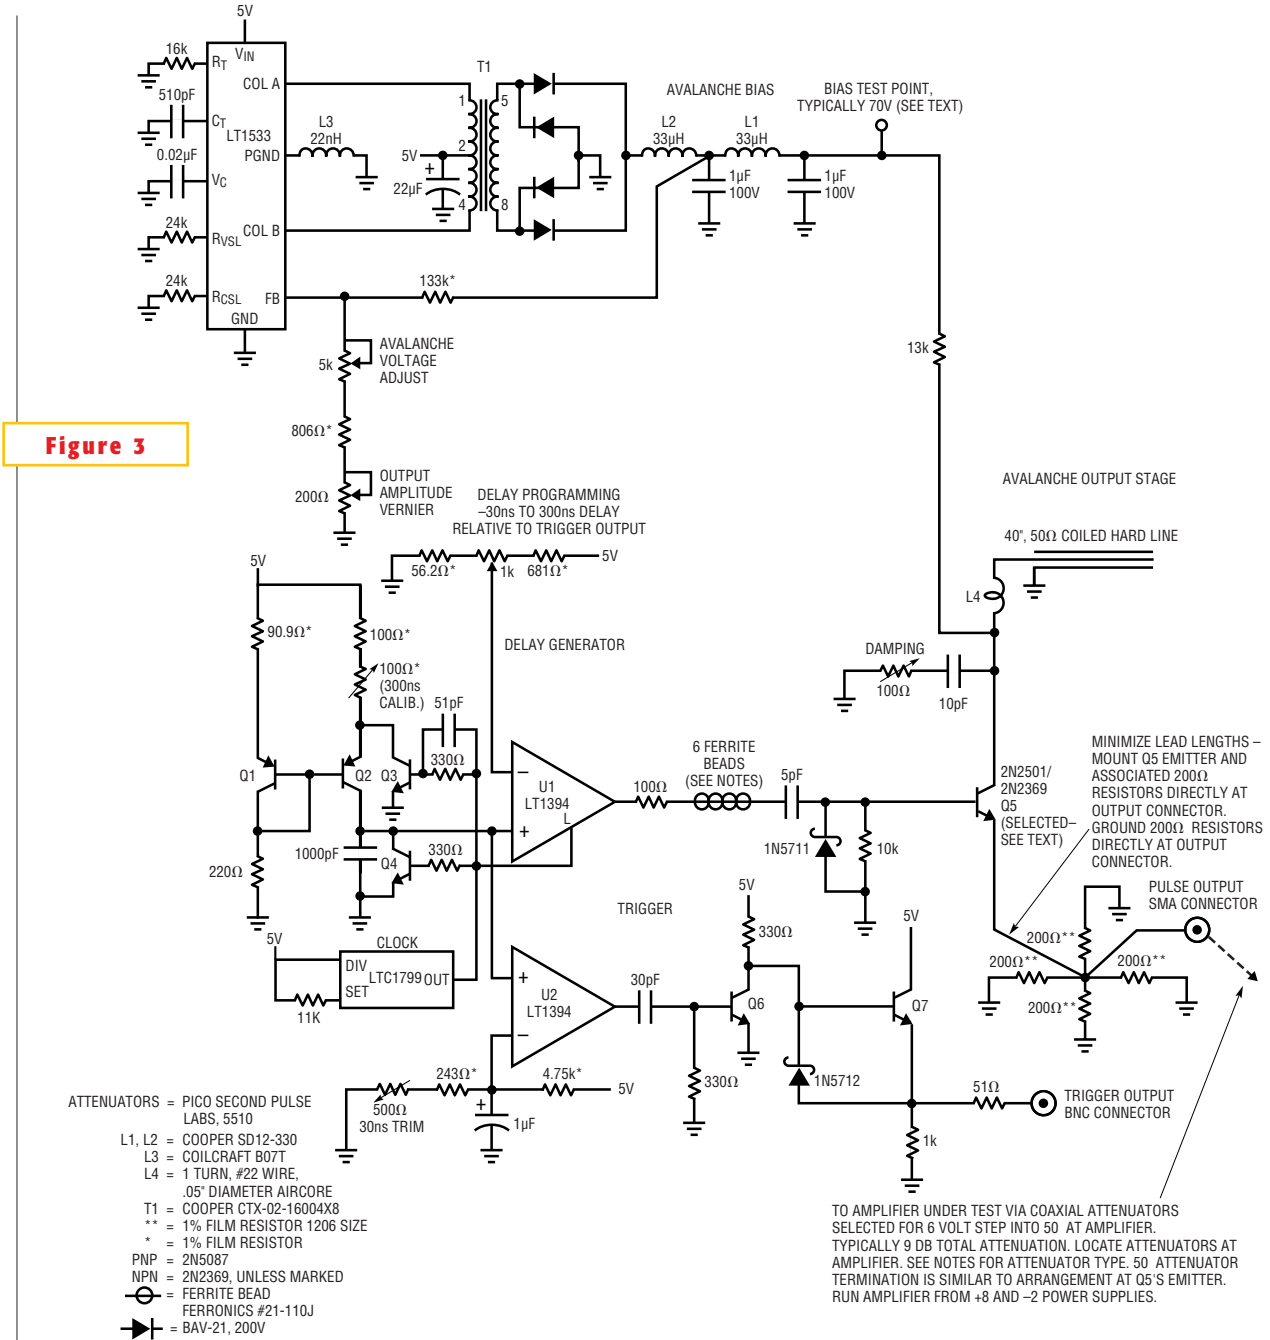 5V
16k
RT
VIN
COL A
510pF
CT
LT1533
PGND
0.02µF
VC
24k
RVSL
COL B
24k
RCSL
FB
GND
L3
22nH
T1
1
5
5V
2
+
22µF
4
8
AVALANCHE BIAS
L2
33µH
L1
33µH
BIAS TEST POINT,
TYPICALLY 70V (SEE TEXT)
1µF
100V
1µF
100V
133k*
5k
AVALANCHE
VOLTAGE
ADJUST
806Ω*
200Ω
OUTPUT
AMPLITUDE
VERNIER
13k
Figure 3
DELAY PROGRAMMING
–30ns TO 300ns DELAY
RELATIVE TO TRIGGER OUTPUT
56.2Ω*
1k
681Ω*
5V
AVALANCHE OUTPUT STAGE
40", 50Ω COILED HARD LINE
L4
DELAY GENERATOR
5V
90.9Ω*
100Ω*
100Ω*
(300ns
CALIB.)
51pF
330Ω
Q1
Q2
Q3
220Ω
1000pF
Q4
330Ω
–
U1
LT1394
L
+
100Ω
6 FERRITE
BEADS
(SEE NOTES)
5pF
1N5711
10k
DAMPING
100Ω
10pF
2N2501/
2N2369
Q5
(SELECTED–
SEE TEXT)
MINIMIZE LEAD LENGTHS –
MOUNT Q5 EMITTER AND
ASSOCIATED 200Ω
RESISTORS DIRECTLY AT
OUTPUT CONNECTOR.
GROUND 200Ω RESISTORS
DIRECTLY AT OUTPUT
CONNECTOR.
PULSE OUTPUT
SMA CONNECTOR
200Ω**
200Ω**
200Ω**
200Ω**
5V
CLOCK
DIV
SET
LTC1799
OUT
11K
TRIGGER
+
U2
LT1394
–
30pF
330Ω
5V
330Ω
Q6
5V
Q7
1N5712
51Ω
1k
TRIGGER OUTPUT
BNC CONNECTOR
500Ω
30ns TRIM
243Ω*
4.75k*
5V
+
1µF
ATTENUATORS = PICO SECOND PULSE
LABS, 5510
L1, L2 = COOPER SD12-330
L3 = COILCRAFT B07T
L4 = 1 TURN, #22 WIRE,
.05" DIAMETER AIRCORE
T1 = COOPER CTX-02-16004X8
** = 1% FILM RESISTOR 1206 SIZE
* = 1% FILM RESISTOR
PNP = 2N5087
NPN = 2N2369, UNLESS MARKED
= FERRITE BEAD
FERRONICS #21-110J
= BAV-21, 200V
TO AMPLIFIER UNDER TEST VIA COAXIAL ATTENUATORS
SELECTED FOR 6 VOLT STEP INTO 50 AT AMPLIFIER.
TYPICALLY 9 DB TOTAL ATTENUATION. LOCATE ATTENUATORS AT
AMPLIFIER. SEE NOTES FOR ATTENUATOR TYPE. 50 ATTENUATOR
TERMINATION IS SIMILAR TO ARRANGEMENT AT Q5'S EMITTER.
RUN AMPLIFIER FROM +8 AND –2 POWER SUPPLIES.